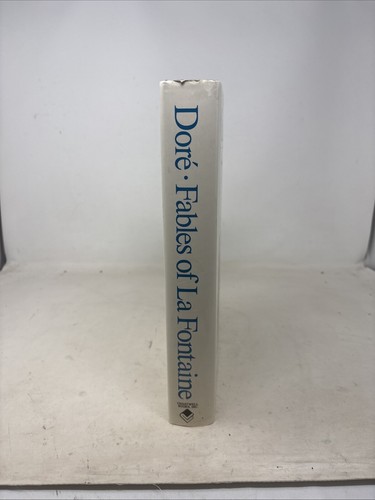 Doré · Fables of La Fontaine